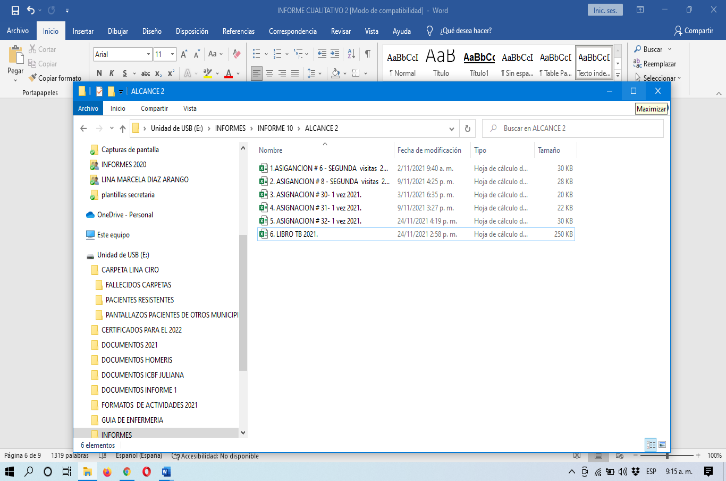 INFORME CUALITATIVO 2 [Modo de compatibilidad] - Word
Inic. ses.
Archivo Inicio Insertar Dibujar Diseño Disposición Referencias Correspondencia Revisar Vista Ayuda ¿Qué desea hacer? Compartir
Pegar
Cortar
Copiar
Copiar formato
Portapapeles
Arial 11
N K S abc X₂ X²
AaBbCcI AaB AaBbCc AaBbCcI AaBbCcI AaBbCcI
¶ Normal Título Título1 ¶ Sin espa... ¶ Table Pa... Texto inde...
Buscar
Reemplazar
Seleccionar
ALCANCE 2
Maximizar
Archivo Inicio Compartir Vista
Unidad de USB (E:) > INFORMES > INFORME 10 > ALCANCE 2
Buscar en ALCANCE 2
Capturas de pantalla
INFORMES 2020
LINA MARCELA DIAZ ARANGO
plantillas secretaria
OneDrive - Personal
Este equipo
Unidad de USB (E:)
CARPETA LINA CIRO
FALLECIDOS CARPETAS
PACIENTES RESISTENTES
PANTALLAZOS PACIENTES DE OTROS MUNICIPI
CERTIFICADOS PARA EL 2022
DOCUMENTOS 2021
DOCUMENTOS HOMERIS
DOCUMENTOS ICBF JULIANA
DOCUMENTOS INFORME 1
FORMATOS DE ACTIVIDADES 2021
GUIA DE ENFERMERIA
INFORMES
Nombre Fecha de modificación Tipo Tamaño
1.ASIGANCION # 6 - SEGUNDA visitas 2... 2/11/2021 9:40 a. m. Hoja de cálculo d... 30 KB
2. ASIGANCION # 8 - SEGUNDA visitas 2... 9/11/2021 4:25 p. m. Hoja de cálculo d... 28 KB
3. ASIGNACION # 30- 1 vez 2021. 3/11/2021 6:35 p. m. Hoja de cálculo d... 20 KB
4. ASIGNACION # 31- 1 vez 2021. 9/11/2021 3:27 p. m. Hoja de cálculo d... 22 KB
5. ASIGNACION # 32- 1 vez 2021. 24/11/2021 4:19 p. m. Hoja de cálculo d... 30 KB
6. LIBRO TB 2021. 24/11/2021 2:58 p. m. Hoja de cálculo d... 250 KB
6 elementos
Página 6 de 9 1319 palabras Español (España) Accesibilidad: No disponible 100%
ESP 9:15 a. m.